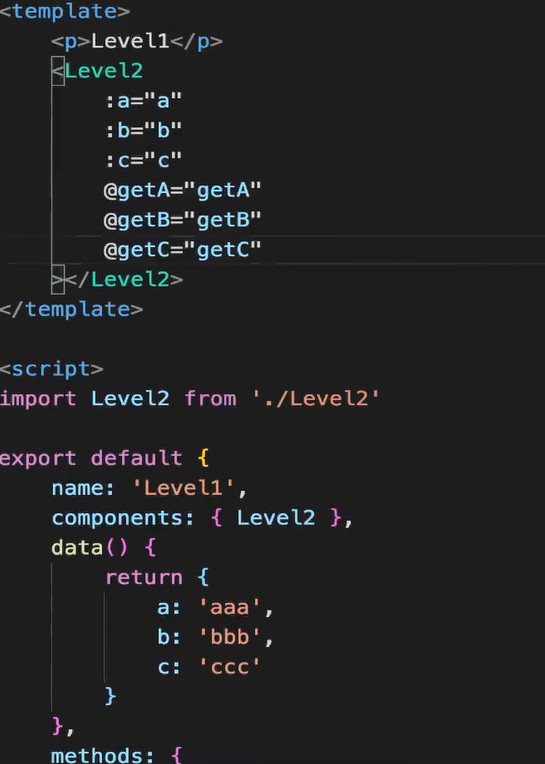 <template>
<p>Level1</p>
<Level2
:a="a"
:b="b"
:c="c"
@getA="getA"
@getB="getB"
@getC="getC"
></Level2>
</template>
<script>
import Level2 from './Level2'
export default {
name: 'Level1',
components: { Level2 },
data() {
return {
a: 'aaa',
b: 'bbb',
c: 'ccc'
}
},
methods: {